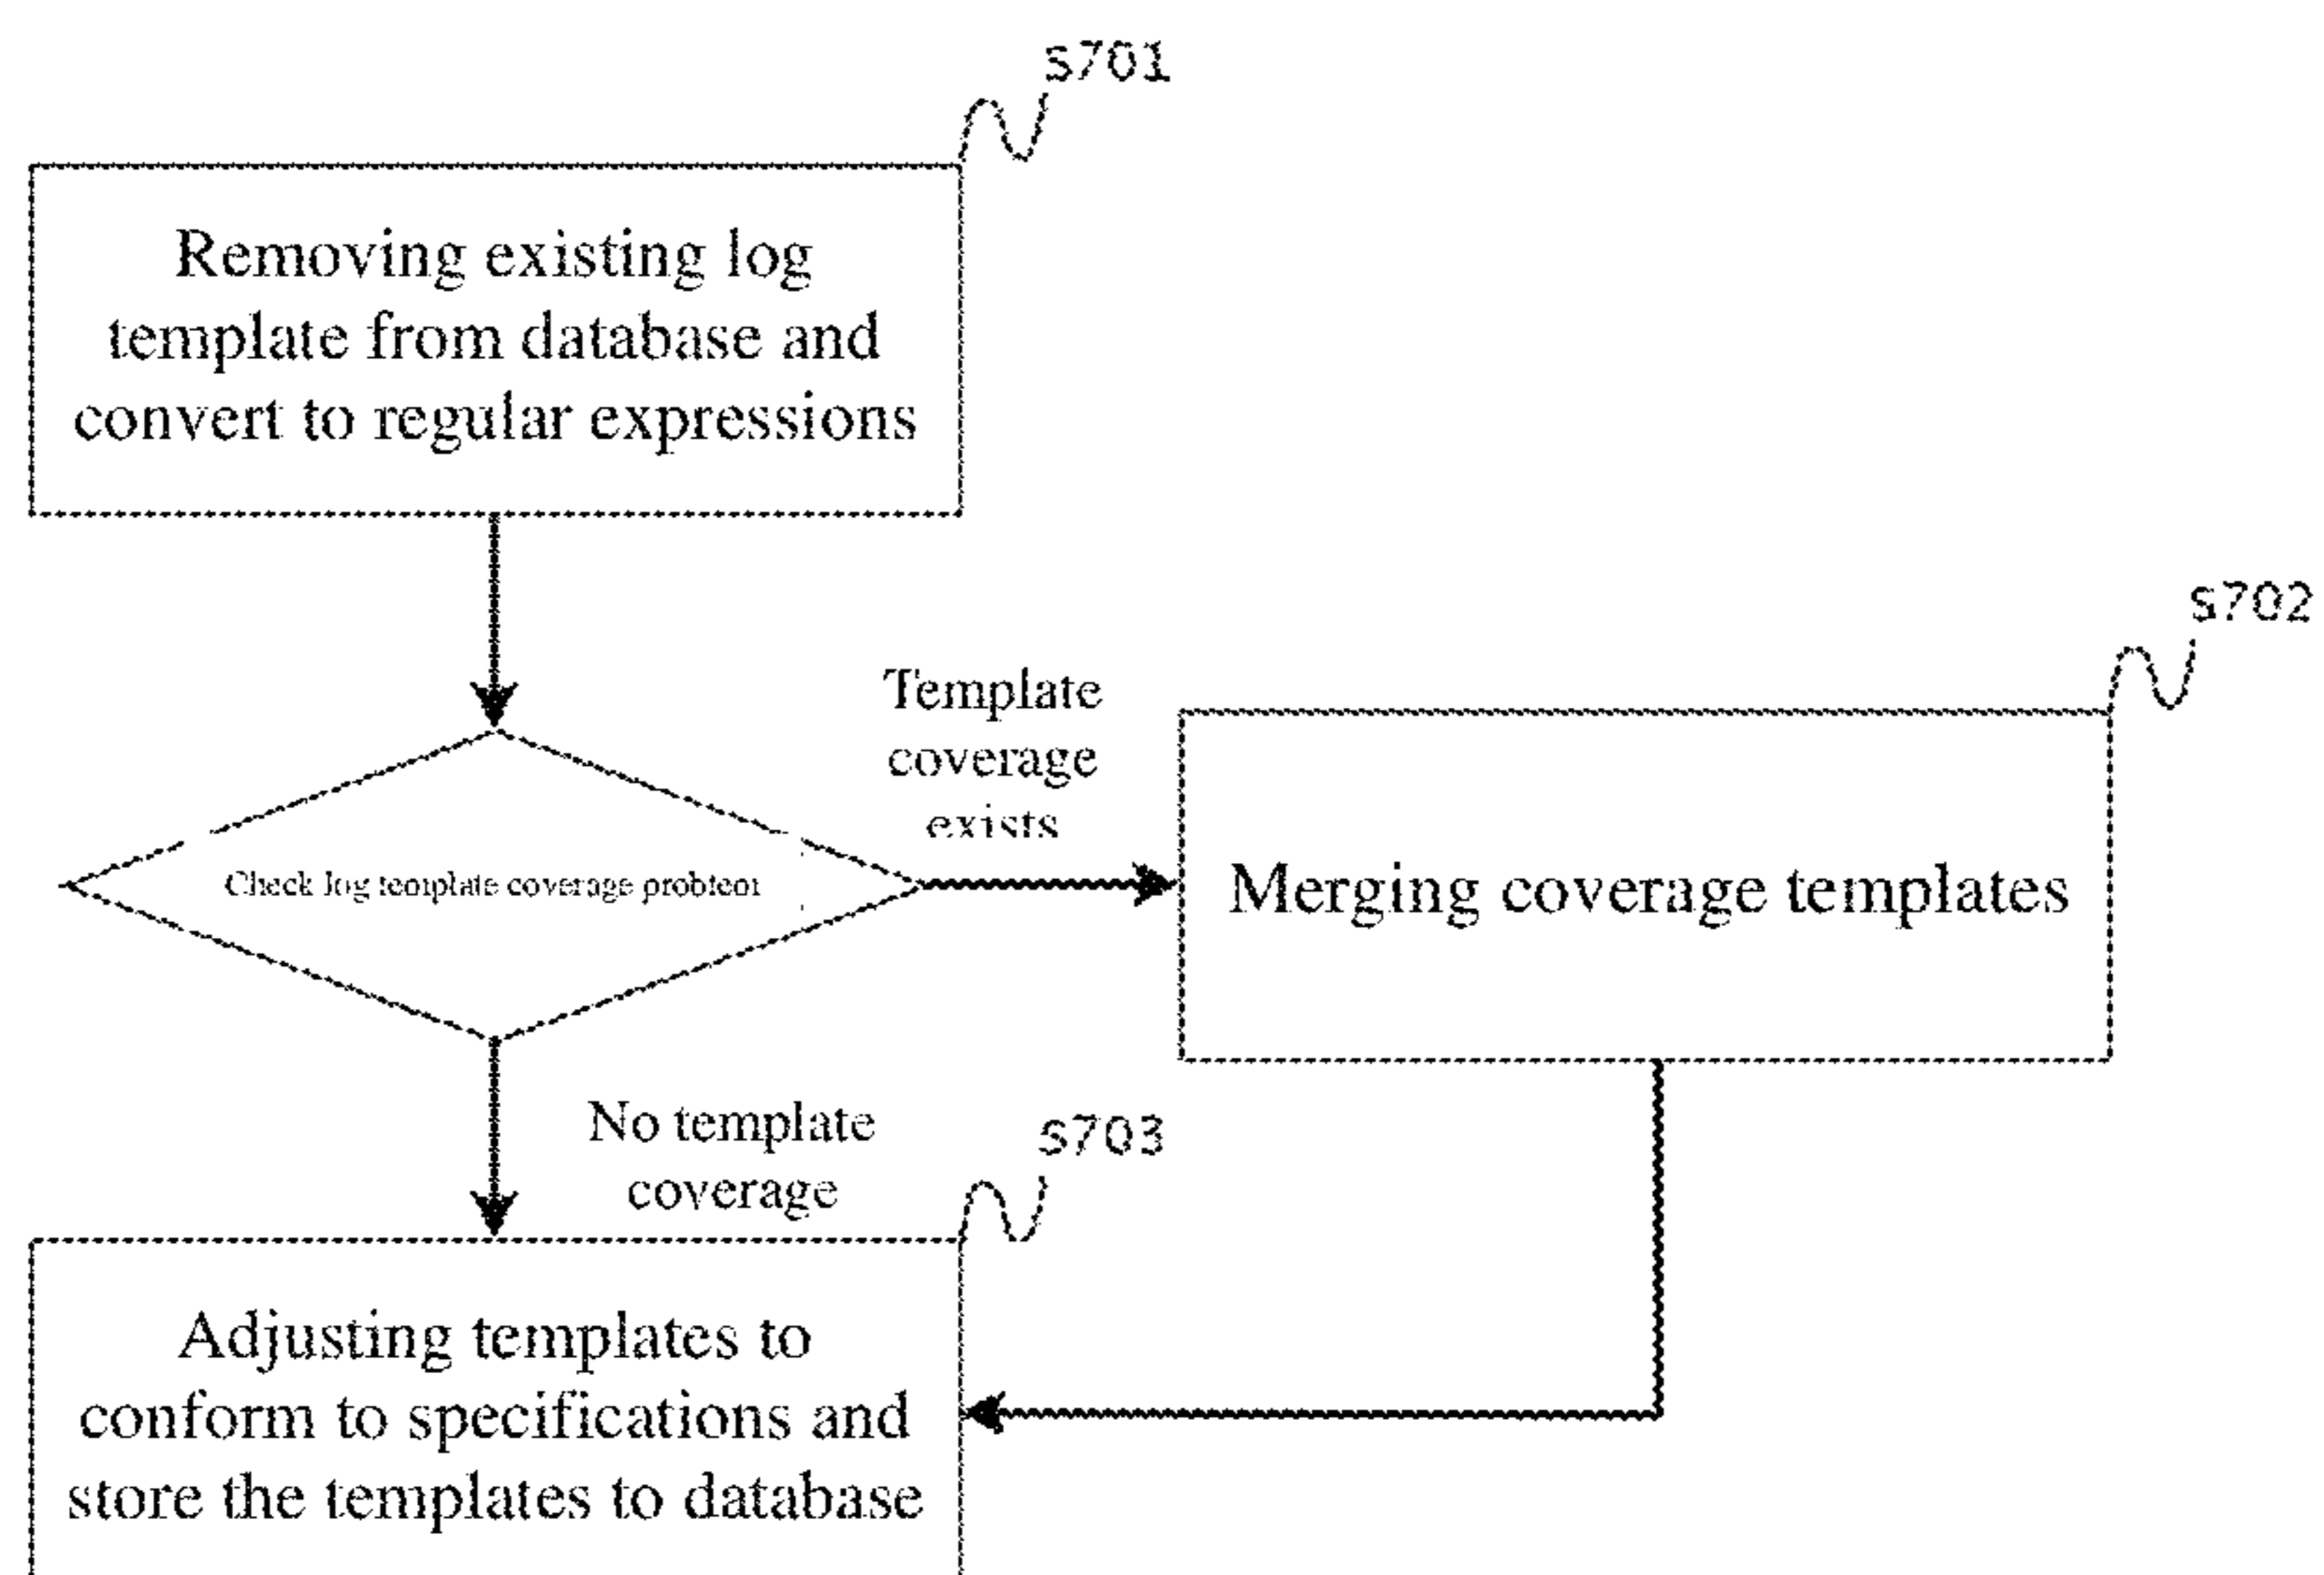 S701
Removing existing log
template from database and
convert to regular expressions
S702
Template
coverage
exists
Check log template coverage problem
Merging coverage templates
No template
coverage
S703
Adjusting templates to
conform to specifications and
store the templates to database